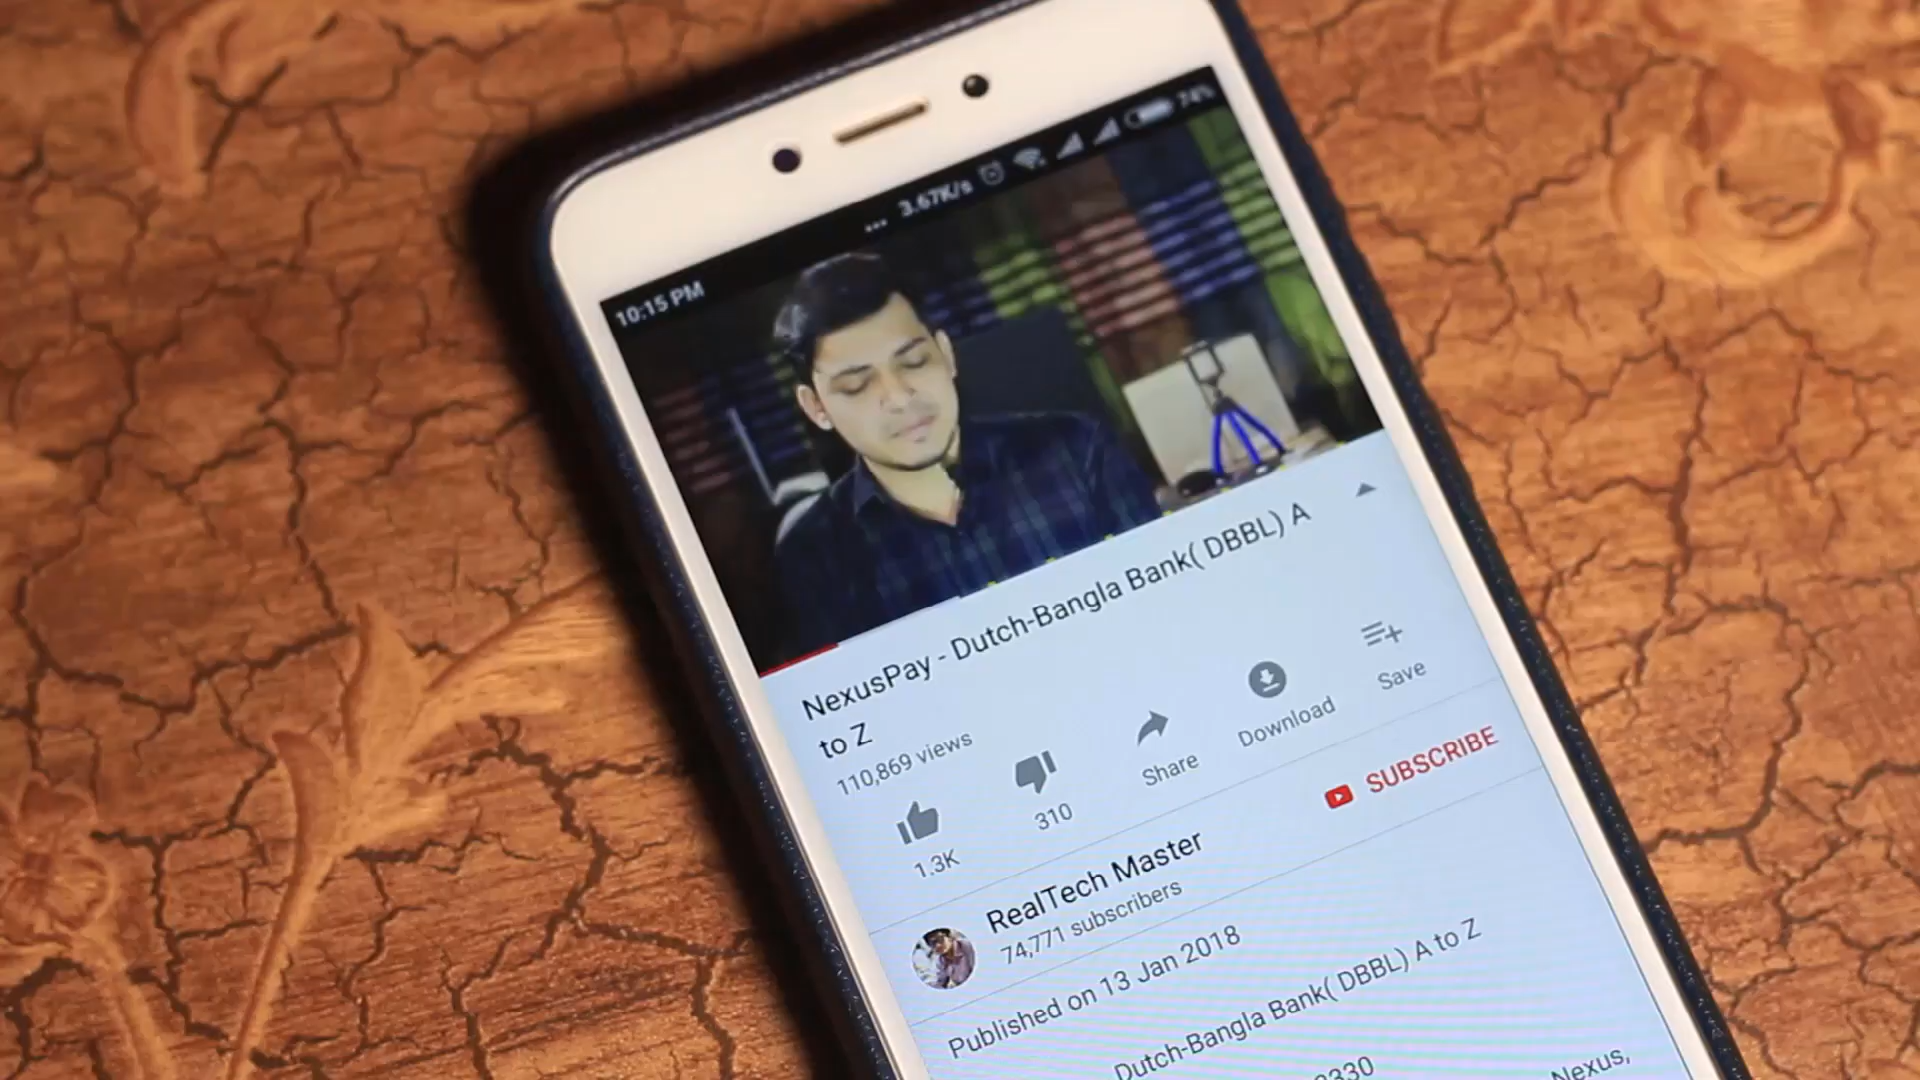 10:15 PM ... 3.67K/s 74%
NexusPay - Dutch-Bangla Bank( DBBL) A
to Z
110,869 views
1.3K 310 Share Download Save
RealTech Master SUBSCRIBE
74,771 subscribers
Published on 13 Jan 2018
Dutch-Bangla Bank( DBBL) A to Z
Nexus,